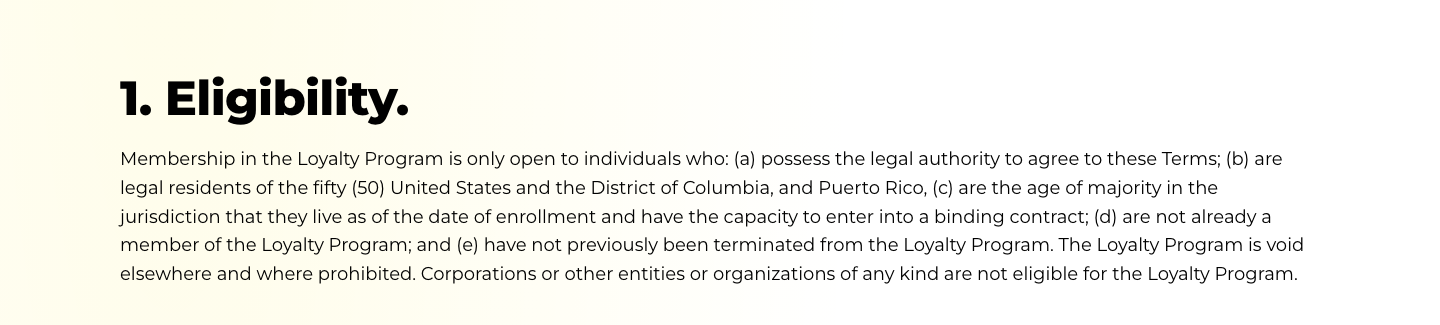 1. Eligibility.
Membership in the Loyalty Program is only open to individuals who: (a) possess the legal authority to agree to these Terms; (b) are
legal residents of the fifty (50) United States and the District of Columbia, and Puerto Rico, (c) are the age of majority in the
jurisdiction that they live as of the date of enrollment and have the capacity to enter into a binding contract; (d) are not already a
member of the Loyalty Program; and (e) have not previously been terminated from the Loyalty Program. The Loyalty Program is void
elsewhere and where prohibited. Corporations or other entities or organizations of any kind are not eligible for the Loyalty Program.